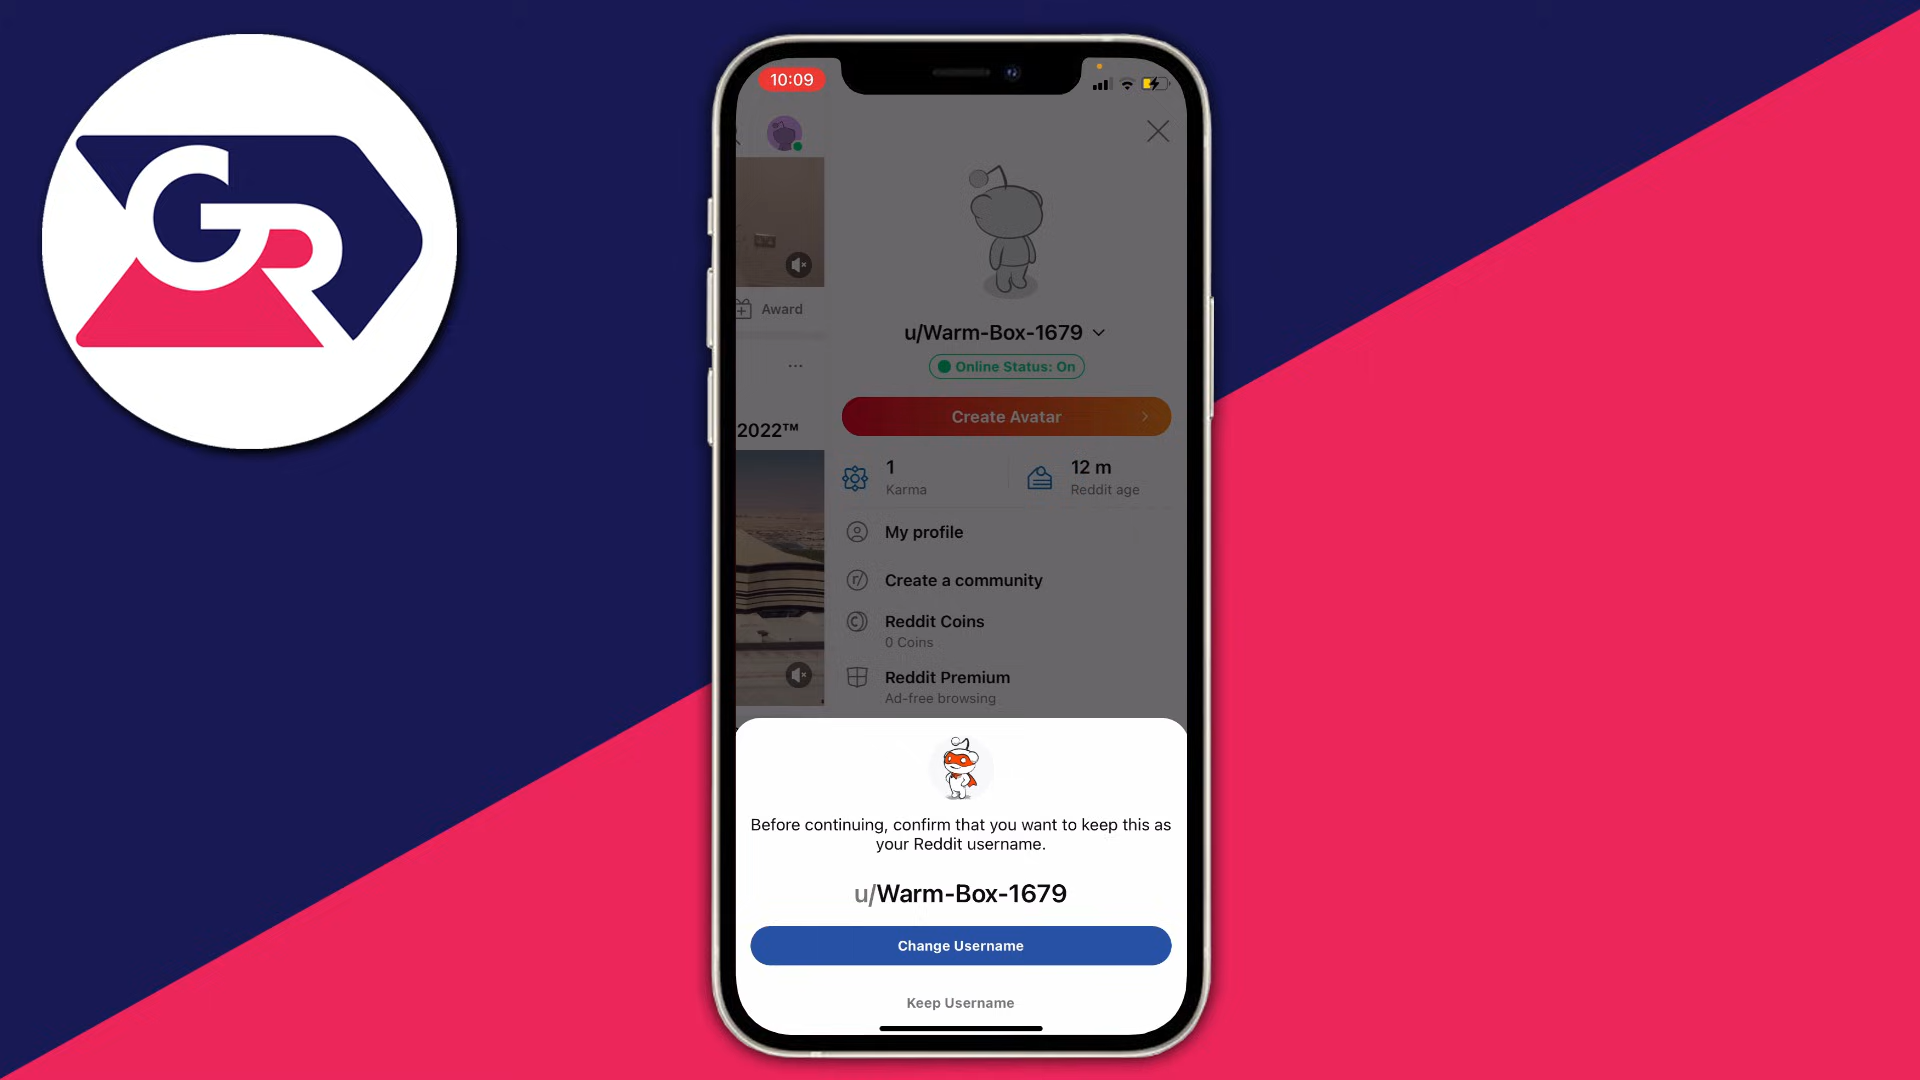 GR
10:09
Award
2022™
u/Warm-Box-1679
Online Status: On
Create Avatar
1
Karma
12 m
Reddit age
My profile
Create a community
Reddit Coins
0 Coins
Reddit Premium
Ad-free browsing
Before continuing, confirm that you want to keep this as
your Reddit username.
u/Warm-Box-1679
Change Username
Keep Username